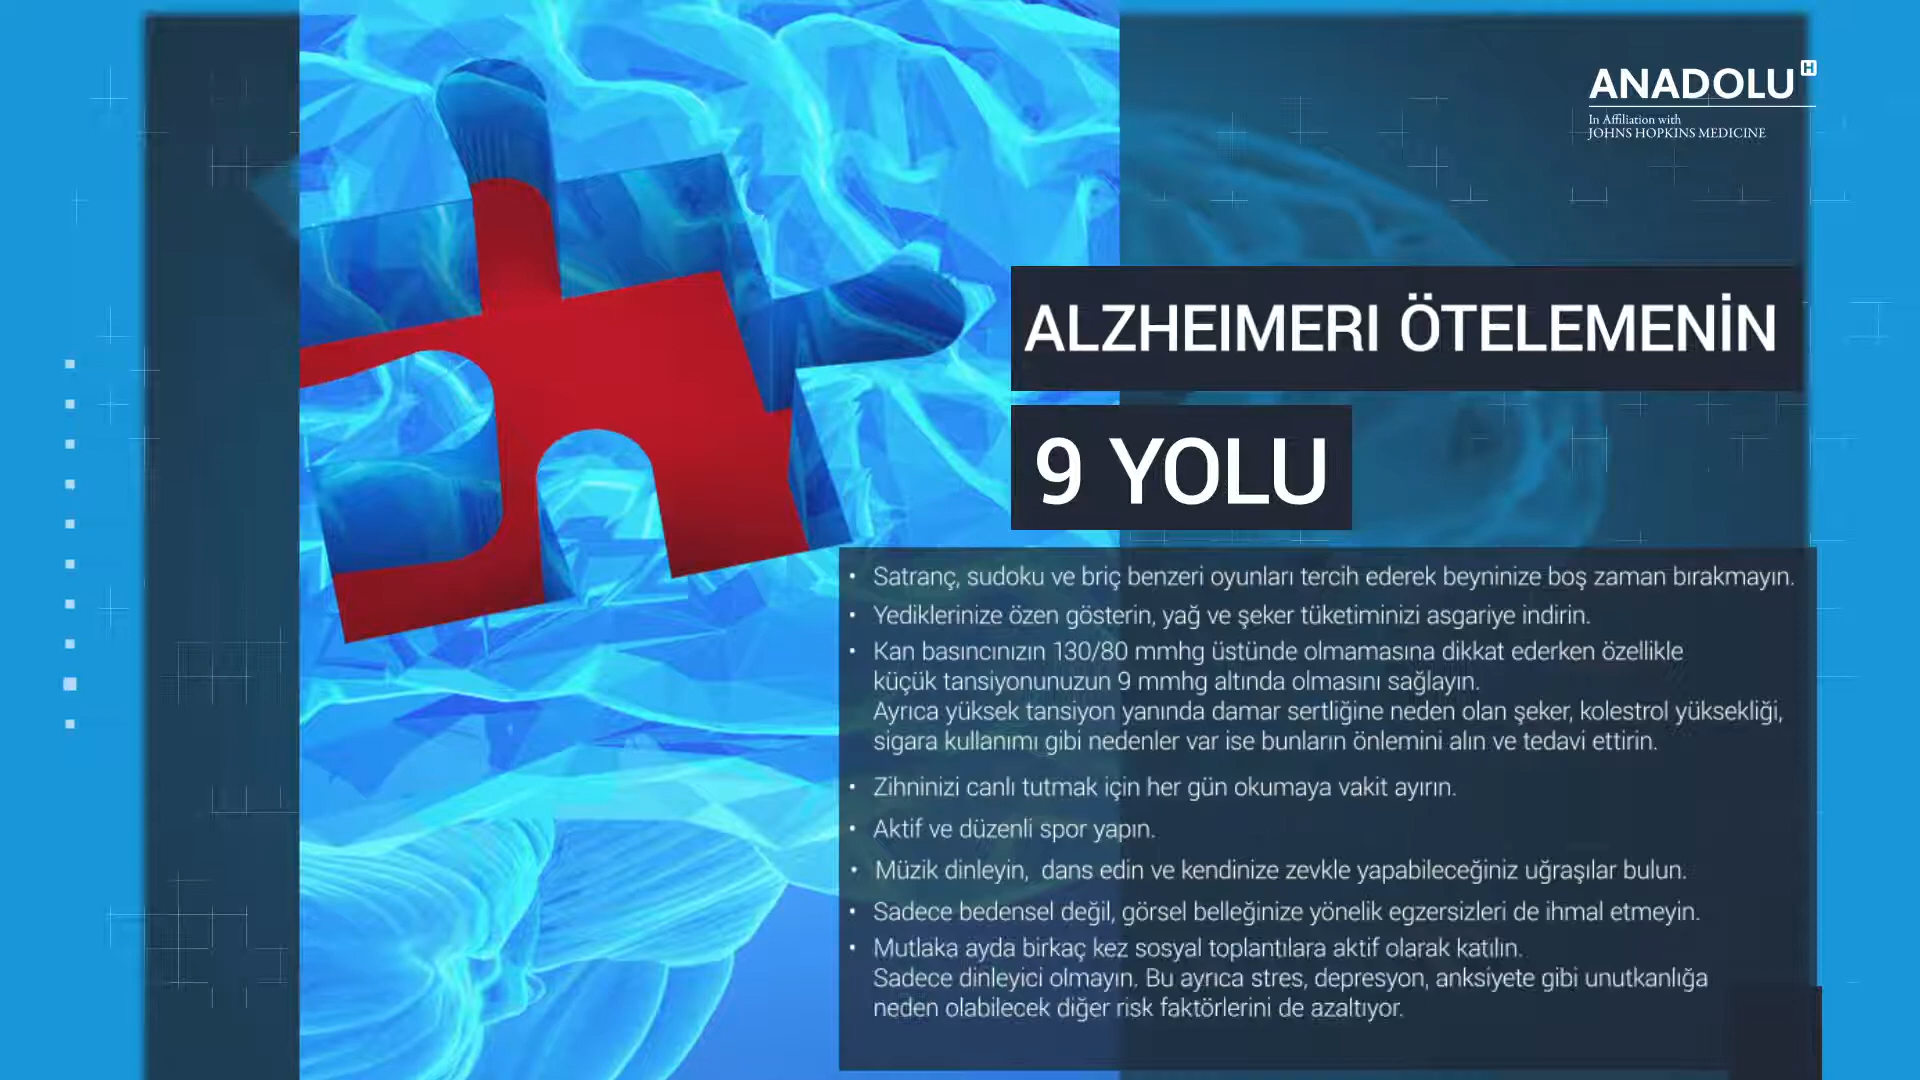 ANADOLU
H
In Affiliation with
JOHNS HOPKINS MEDICINE
ALZHEIMERI ÖTELEMENİN
9 YOLU
• Satranç, sudoku ve briç benzeri oyunları tercih ederek beyninize boş zaman bırakmayın.
• Yediklerinize özen gösterin, yağ ve şeker tüketiminizi asgariye indirin.
• Kan basıncınızın 130/80 mmhg üstünde olmamasına dikkat ederken özellikle
küçük tansiyonunuzun 9 mmhg altında olmasını sağlayın.
Ayrıca yüksek tansiyon yanında damar sertliğine neden olan şeker, kolestrol yüksekliği,
sigara kullanımı gibi nedenler var ise bunların önlemini alın ve tedavi ettirin.
• Zihninizi canlı tutmak için her gün okumaya vakit ayırın.
• Aktif ve düzenli spor yapın.
• Müzik dinleyin, dans edin ve kendinize zevkle yapabileceğiniz uğraşılar bulun.
• Sadece bedensel değil, görsel belleğinize yönelik egzersizleri de ihmal etmeyin.
• Mutlaka ayda birkaç kez sosyal toplantılara aktif olarak katılın.
Sadece dinleyici olmayın. Bu ayrıca stres, depresyon, anksiyete gibi unutkanlığa
neden olabilecek diğer risk faktörlerini de azaltıyor.